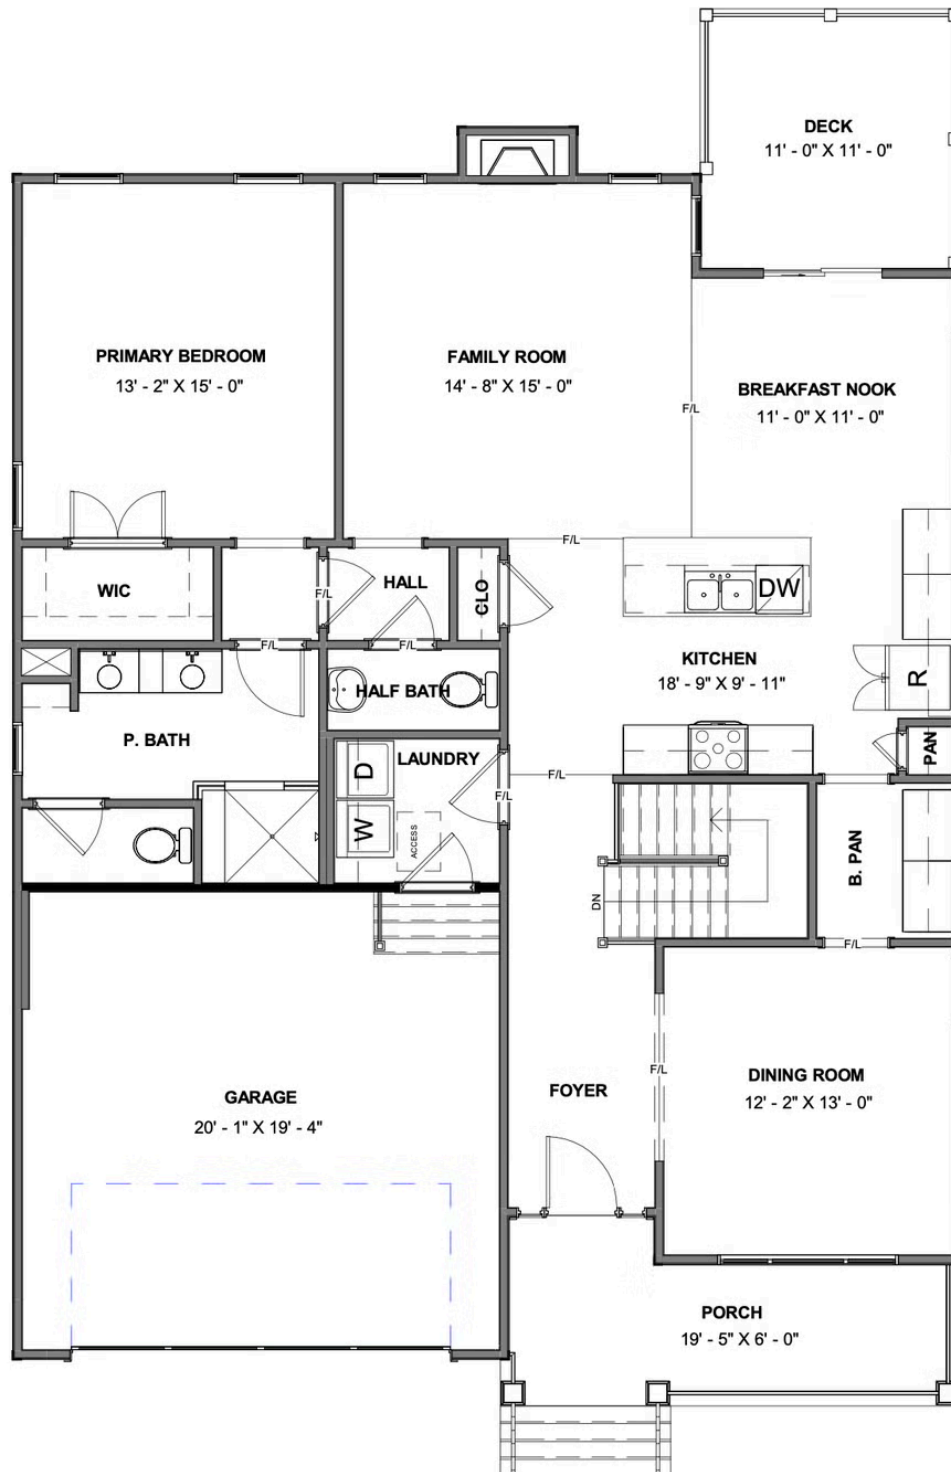 DECK
11' - 0" X 11' - 0"
PRIMARY BEDROOM
13' - 2" X 15' - 0"
FAMILY ROOM
14' - 8" X 15' - 0"
BREAKFAST NOOK
11' - 0" X 11' - 0"
F/L
F/L
WIC
F/L
HALL
CLO
DW
F/L
F/L
KITCHEN
18' - 9" X 9' - 11"
R
HALF BATH
P. BATH
LAUNDRY
D
W
ACCESS
F/L
F/L
PAN
B. PAN
DN
F/L
GARAGE
20' - 1" X 19' - 4"
FOYER
F/L
DINING ROOM
12' - 2" X 13' - 0"
PORCH
19' - 5" X 6' - 0"